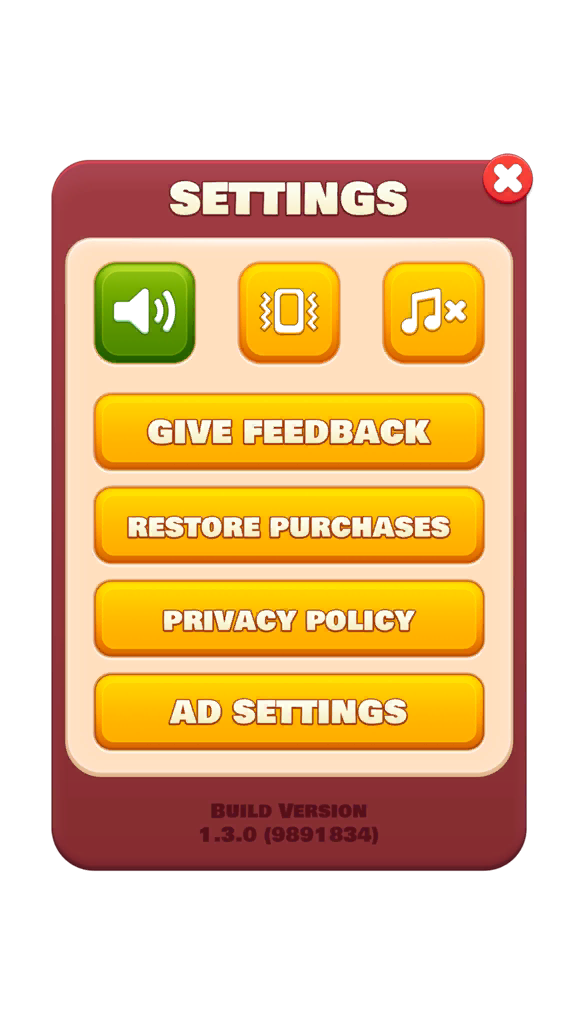 SETTINGS
GIVE FEEDBACK
RESTORE PURCHASES
PRIVACY POLICY
AD SETTINGS
Build Version
1.3.0 (9891834)